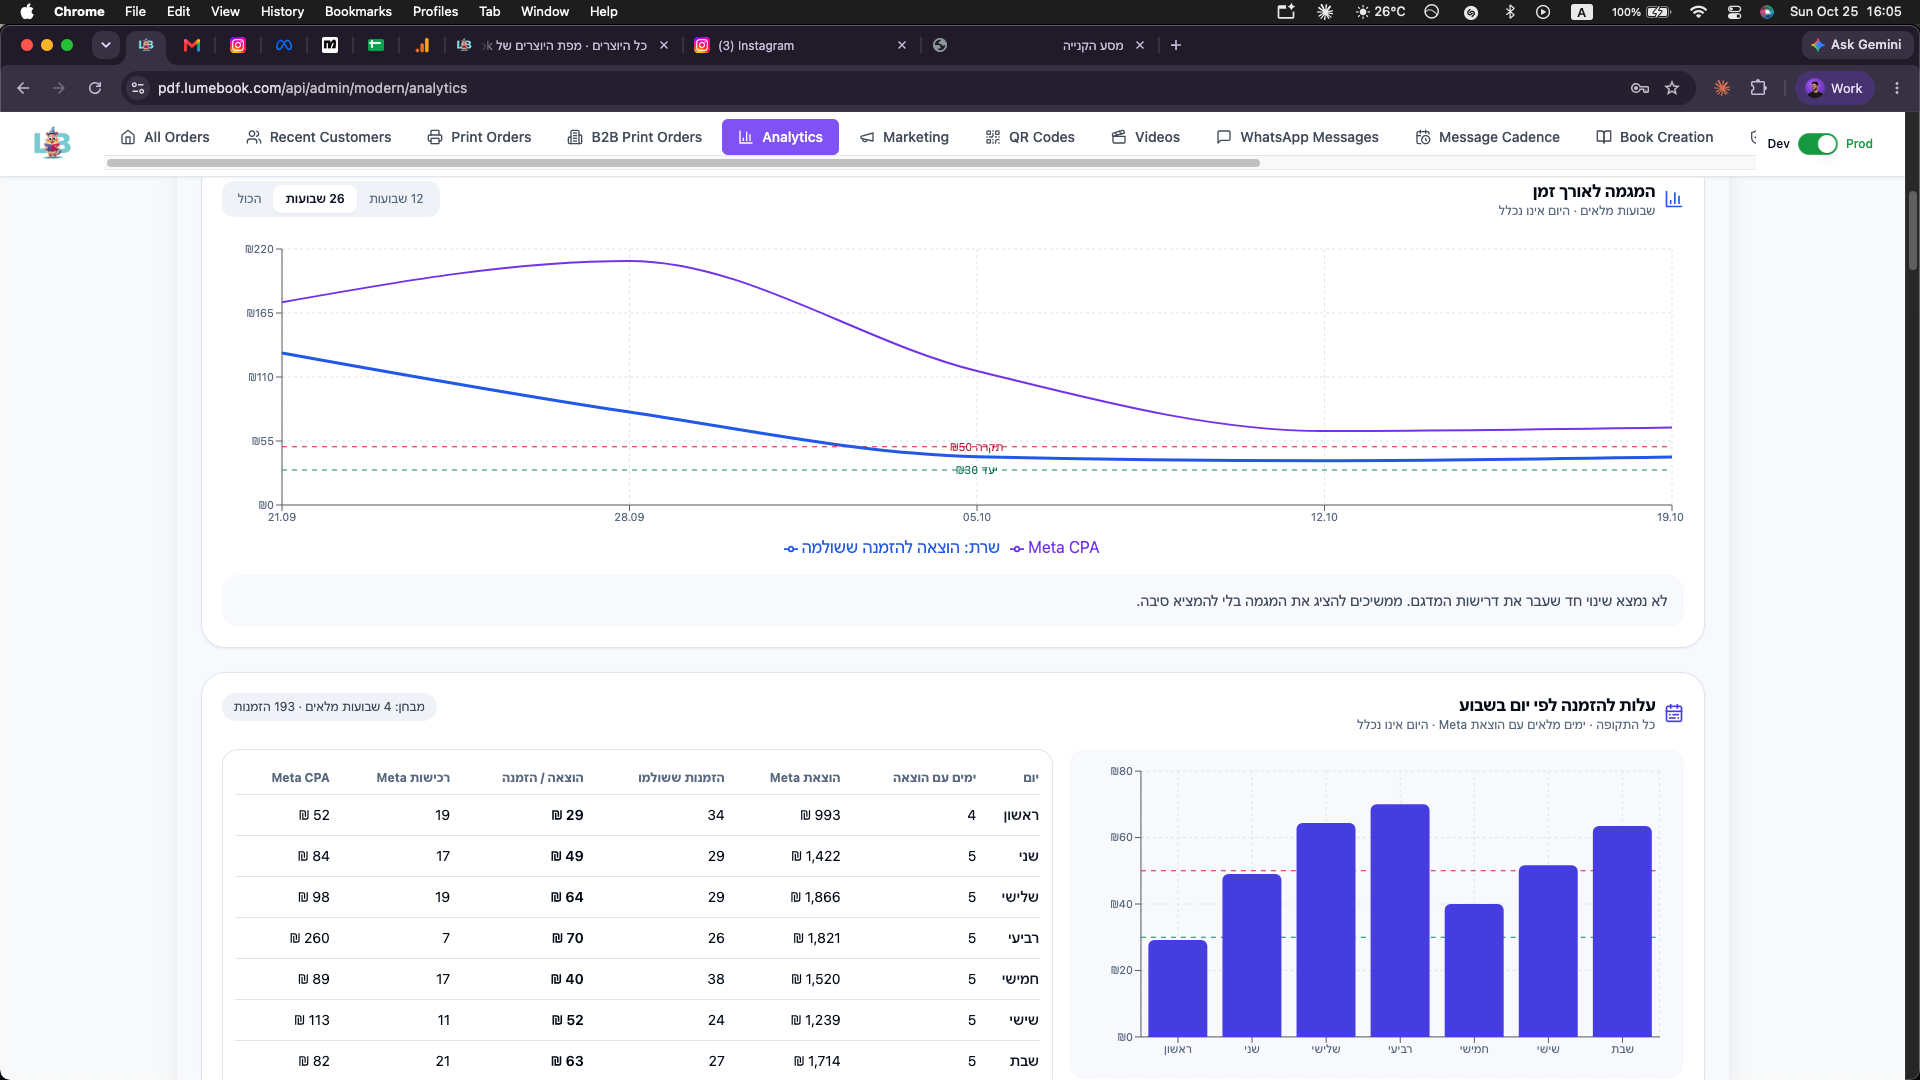 Chrome File Edit View History Bookmarks Profiles Tab Window Help 26°C A 100% Sun Oct 25 16:05
כל היוצרים · מפת היוצרים של (3) Instagram מסע הקנייה Ask Gemini
pdf.lumebook.com/api/admin/modern/analytics Work
LB All Orders Recent Customers Print Orders B2B Print Orders Analytics Marketing QR Codes Videos WhatsApp Messages Message Cadence Book Creation Dev Prod
המגמה לאורך זמן
שבועות מלאים · היום אינו נכלל
12 שבועות 26 שבועות הכול
₪220
₪165
₪110
₪55
₪0
תקרה ₪50
יעד ₪30
21.09 28.09 05.10 12.10 19.10
שרת: הוצאה להזמנה ששולמה Meta CPA
לא נמצא שינוי חד שעבר את דרישות המדגם. ממשיכים להציג את המגמה בלי להמציא סיבה.
עלות להזמנה לפי יום בשבוע
כל התקופה · ימים מלאים עם הוצאת Meta · היום אינו נכלל
מבחן: 4 שבועות מלאים · 193 הזמנות
₪80
₪60
₪40
₪20
₪0
ראשון שני שלישי רביעי חמישי שישי שבת
יום ימים עם הוצאה הוצאת Meta הזמנות ששולמו הוצאה / הזמנה רכישות Meta Meta CPA
ראשון 4 993 ₪ 34 29 ₪ 19 52 ₪
שני 5 1,422 ₪ 29 49 ₪ 17 84 ₪
שלישי 5 1,866 ₪ 29 64 ₪ 19 98 ₪
רביעי 5 1,821 ₪ 26 70 ₪ 7 260 ₪
חמישי 5 1,520 ₪ 38 40 ₪ 17 89 ₪
שישי 5 1,239 ₪ 24 52 ₪ 11 113 ₪
שבת 5 1,714 ₪ 27 63 ₪ 21 82 ₪